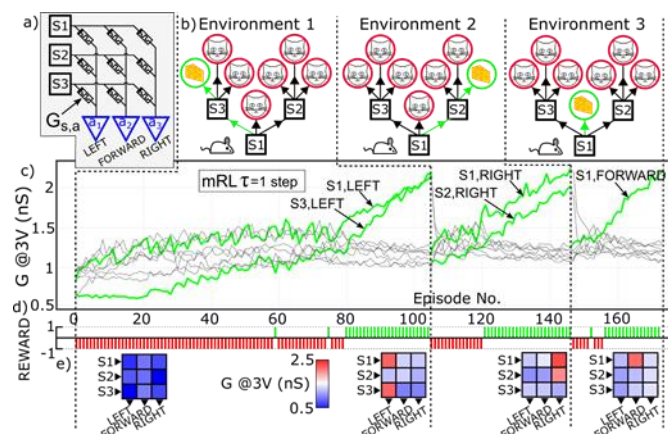 a)
S1
S2
S3
G s,a
a1 a2 a3
LEFT
FORWARD
RIGHT
b) Environment 1
S3 S2
S1
Environment 2
S3 S2
S1
Environment 3
S3 S2
S1
c)
G @3V (nS)
2
1.5
1
0.5
mRL τ=1 step
S1,LEFT
S3,LEFT
S1,RIGHT
S2,RIGHT
S1,FORWARD
Episode No.
0 20 40 60 80 100 120 140 160
d)
REWARD
1
-1
e)
S1
S2
S3
LEFT
FORWARD
RIGHT
2.5
G @3V (nS)
0.5
S1
S2
S3
LEFT
FORWARD
RIGHT
S1
S2
S3
LEFT
FORWARD
RIGHT
S1
S2
S3
LEFT
FORWARD
RIGHT